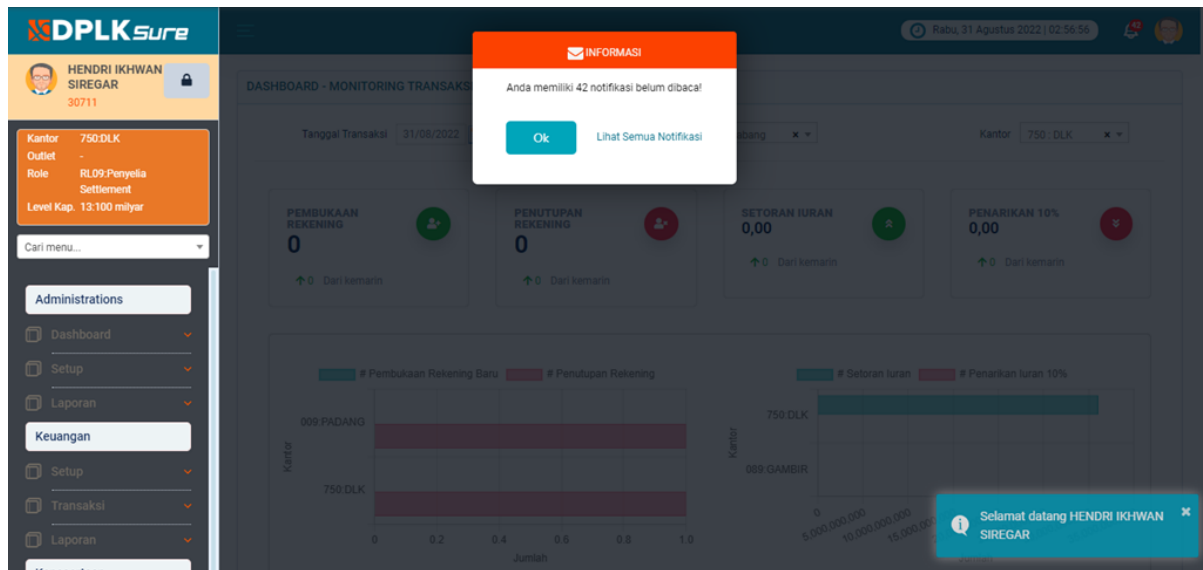 DPLKSure
HENDRI IKHWAN
SIREGAR
30711
Kantor 750:DLK
Outlet -
Role RL09:Penyelia
Settlement
Level Kap. 13:100 milyar
Cari menu...
Administrations
Dashboard
Setup
Laporan
Keuangan
Setup
Transaksi
Laporan
Rabu, 31 Agustus 2022 | 02:56:56
42
INFORMASI
Anda memiliki 42 notifikasi belum dibaca!
Ok Lihat Semua Notifikasi
DASHBOARD - MONITORING TRANSAKS
Tanggal Transaksi 31/08/2022
abang × Kantor 750 : DLK ×
PEMBUKAAN
REKENING
0
0 Dari kemarin
PENUTUPAN
REKENING
0
0 Dari kemarin
SETORAN IURAN
0,00
0 Dari kemarin
PENARIKAN 10%
0,00
0 Dari kemarin
# Pembukaan Rekening Baru # Penutupan Rekening
Kantor
009:PADANG
750:DLK
0 0.2 0.4 0.6 0.8 1.0
Jumlah
# Setoran Iuran # Penarikan Iuran 10%
Kantor
750:DLK
089:GAMBIR
0 5,000,000,000 10,000,000,000
Selamat datang HENDRI IKHWAN ×
SIREGAR